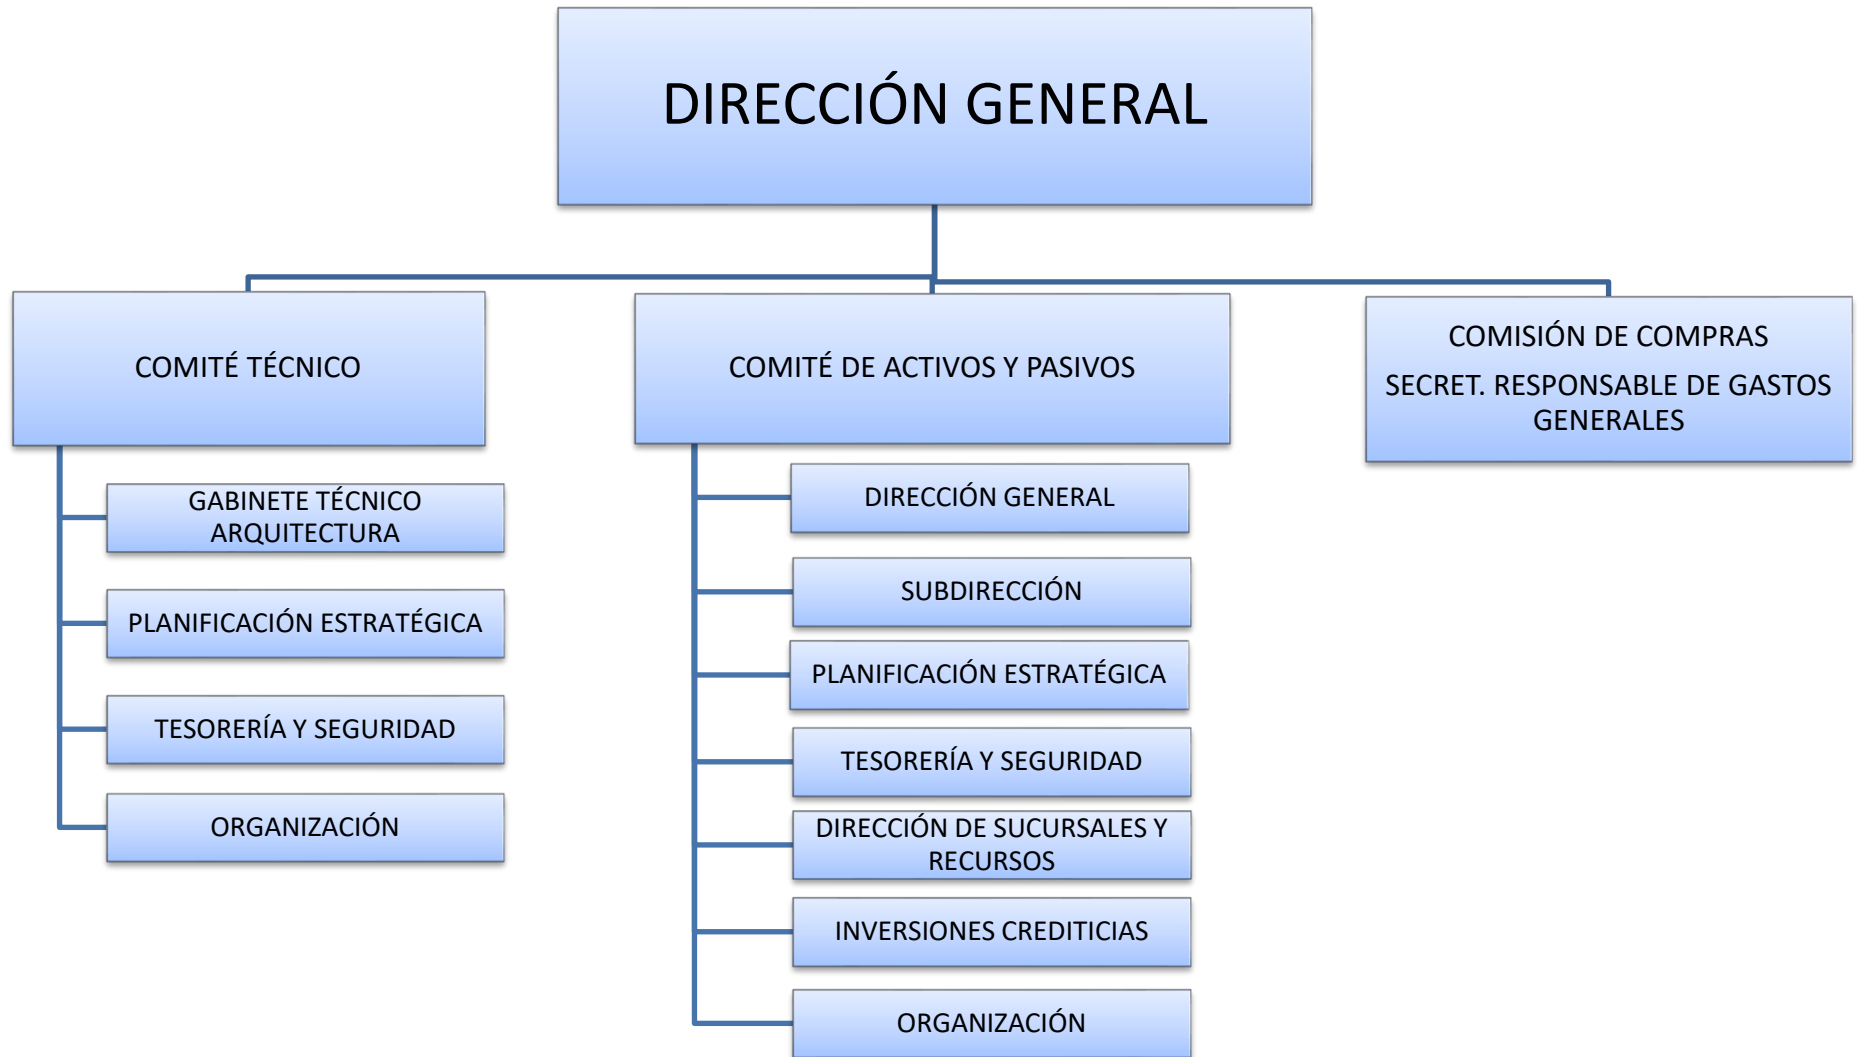 DIRECCIÓN GENERAL
COMITÉ TÉCNICO
GABINETE TÉCNICO
ARQUITECTURA
PLANIFICACIÓN ESTRATÉGICA
TESORERÍA Y SEGURIDAD
ORGANIZACIÓN
COMITÉ DE ACTIVOS Y PASIVOS
DIRECCIÓN GENERAL
SUBDIRECCIÓN
PLANIFICACIÓN ESTRATÉGICA
TESORERÍA Y SEGURIDAD
DIRECCIÓN DE SUCURSALES Y
RECURSOS
INVERSIONES CREDITICIAS
ORGANIZACIÓN
COMISIÓN DE COMPRAS
SECRET. RESPONSABLE DE GASTOS
GENERALES